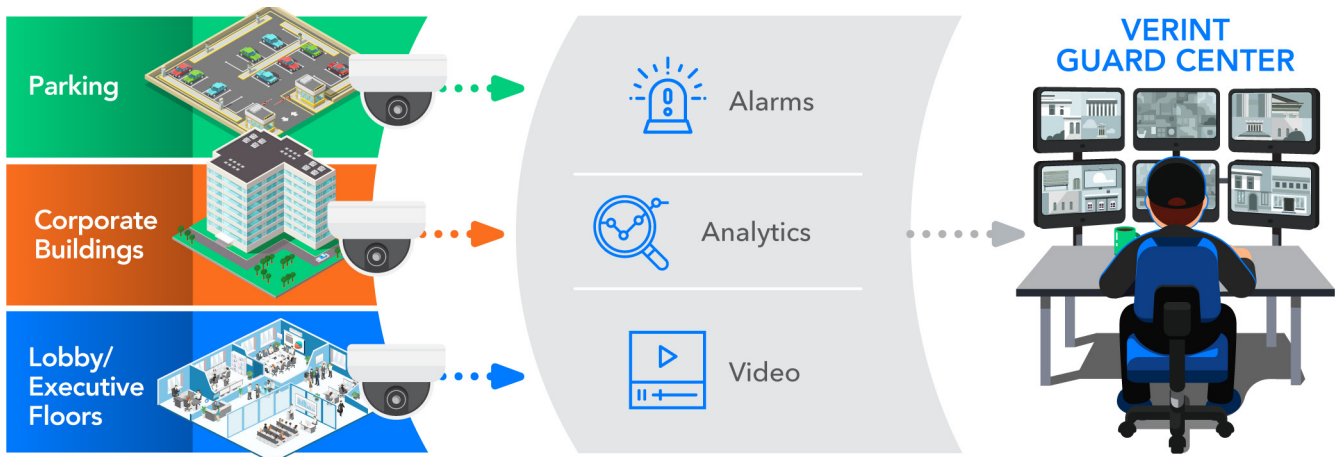 Parking
Corporate
Buildings
Lobby/
Executive
Floors
Alarms
Analytics
Video
VERINT
GUARD CENTER